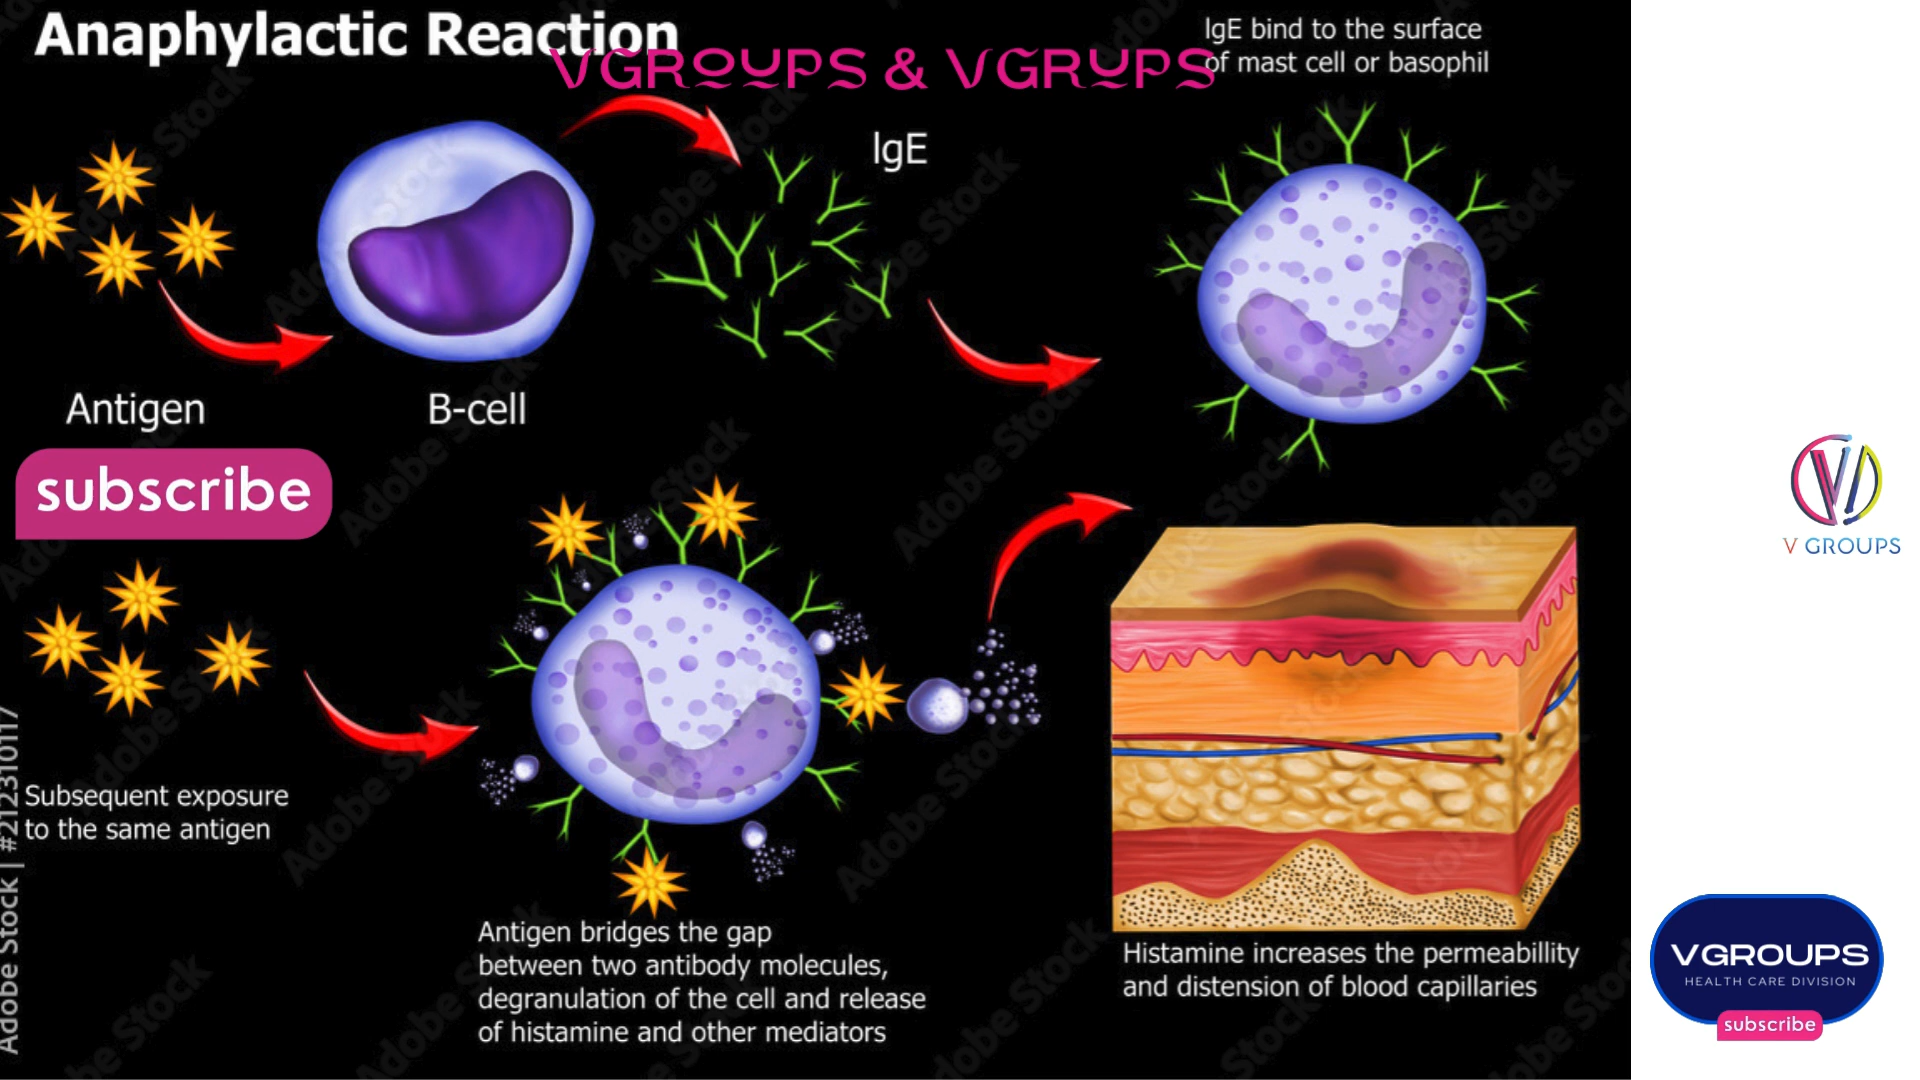 Anaphylactic Reaction
VGROUPS & VGRUPS
IgE bind to the surface
of mast cell or basophil
IgE
Antigen
B-cell
subscribe
Subsequent exposure
to the same antigen
Antigen bridges the gap
between two antibody molecules,
degranulation of the cell and release
of histamine and other mediators
Histamine increases the permeabillity
and distension of blood capillaries
V GROUPS
VGROUPS
HEALTH CARE DIVISION
subscribe
Adobe Stock | #212310117
Adobe Stock